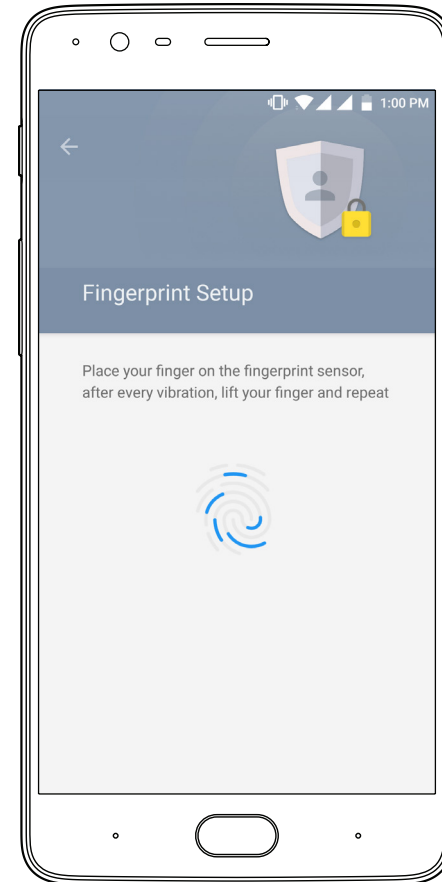 1:00 PM
Fingerprint Setup
Place your finger on the fingerprint sensor,
after every vibration, lift your finger and repeat